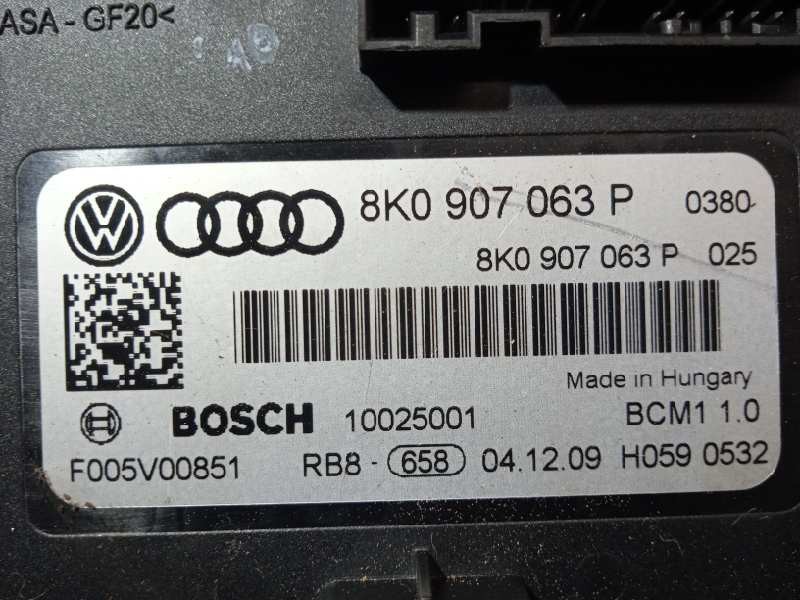 ASA - GF20<
8K0 907 063 P 0380
8K0 907 063 P 025
Made in Hungary
BOSCH 10025001 BCM1 1.0
F005V00851 RB8 - 658 04.12.09 H059 0532